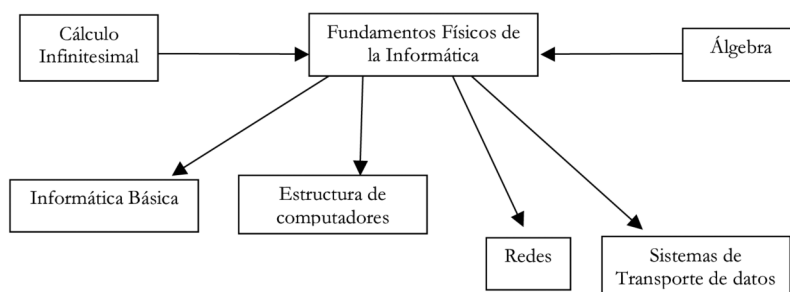 Cálculo
Infinitesimal
Fundamentos Físicos de
la Informática
Álgebra
Informática Básica
Estructura de
computadores
Redes
Sistemas de
Transporte de datos